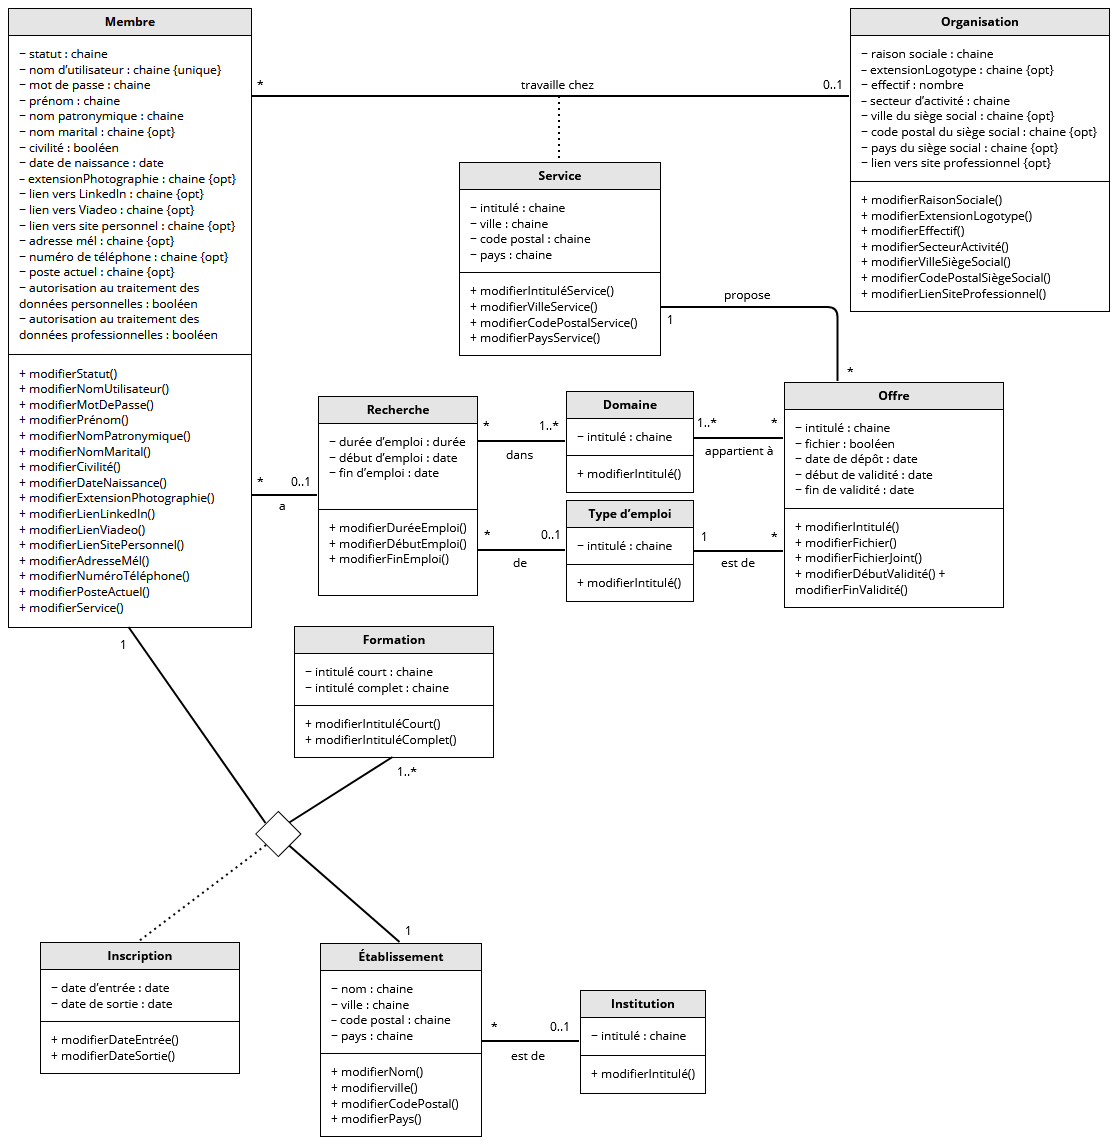 Membre
− statut : chaine
− nom d’utilisateur : chaine {unique}
− mot de passe : chaine
− prénom : chaine
− nom patronymique : chaine
− nom marital : chaine {opt}
− civilité : booléen
− date de naissance : date
− extensionPhotographie : chaine {opt}
− lien vers LinkedIn : chaine {opt}
− lien vers Viadeo : chaine {opt}
− lien vers site personnel : chaine {opt}
− adresse mél : chaine {opt}
− numéro de téléphone : chaine {opt}
− poste actuel : chaine {opt}
− autorisation au traitement des
données personnelles : booléen
− autorisation au traitement des
données professionnelles : booléen
+ modifierStatut()
+ modifierNomUtilisateur()
+ modifierMotDePasse()
+ modifierPrénom()
+ modifierNomPatronymique()
+ modifierNomMarital()
+ modifierCivilité()
+ modifierDateNaissance()
+ modifierExtensionPhotographie()
+ modifierLienLinkedIn()
+ modifierLienViadeo()
+ modifierLienSitePersonnel()
+ modifierAdresseMél()
+ modifierNuméroTéléphone()
+ modifierPosteActuel()
+ modifierService()
* travaille chez 0..1
Organisation
− raison sociale : chaine
− extensionLogotype : chaine {opt}
− effectif : nombre
− secteur d’activité : chaine
− ville du siège social : chaine {opt}
− code postal du siège social : chaine {opt}
− pays du siège social : chaine {opt}
− lien vers site professionnel {opt}
+ modifierRaisonSociale()
+ modifierExtensionLogotype()
+ modifierEffectif()
+ modifierSecteurActivité()
+ modifierVilleSiègeSocial()
+ modifierCodePostalSiègeSocial()
+ modifierLienSiteProfessionnel()
Service
− intitulé : chaine
− ville : chaine
− code postal : chaine
− pays : chaine
+ modifierIntituléService()
+ modifierVilleService()
+ modifierCodePostalService()
+ modifierPaysService()
propose
1
*
* 0..1
a
Recherche
− durée d’emploi : durée
− début d’emploi : date
− fin d’emploi : date
+ modifierDuréeEmploi()
+ modifierDébutEmploi()
+ modifierFinEmploi()
* 1..*
dans
* 0..1
de
Domaine
− intitulé : chaine
+ modifierIntitulé()
Type d’emploi
− intitulé : chaine
+ modifierIntitulé()
1..* *
appartient à
1 *
est de
Offre
− intitulé : chaine
− fichier : booléen
− date de dépôt : date
− début de validité : date
− fin de validité : date
+ modifierIntitulé()
+ modifierFichier()
+ modifierFichierJoint()
+ modifierDébutValidité() +
modifierFinValidité()
1
Formation
− intitulé court : chaine
− intitulé complet : chaine
+ modifierIntituléCourt()
+ modifierIntituléComplet()
1..*
1
Inscription
− date d’entrée : date
− date de sortie : date
+ modifierDateEntrée()
+ modifierDateSortie()
Établissement
− nom : chaine
− ville : chaine
− code postal : chaine
− pays : chaine
+ modifierNom()
+ modifierville()
+ modifierCodePostal()
+ modifierPays()
* 0..1
est de
Institution
− intitulé : chaine
+ modifierIntitulé()